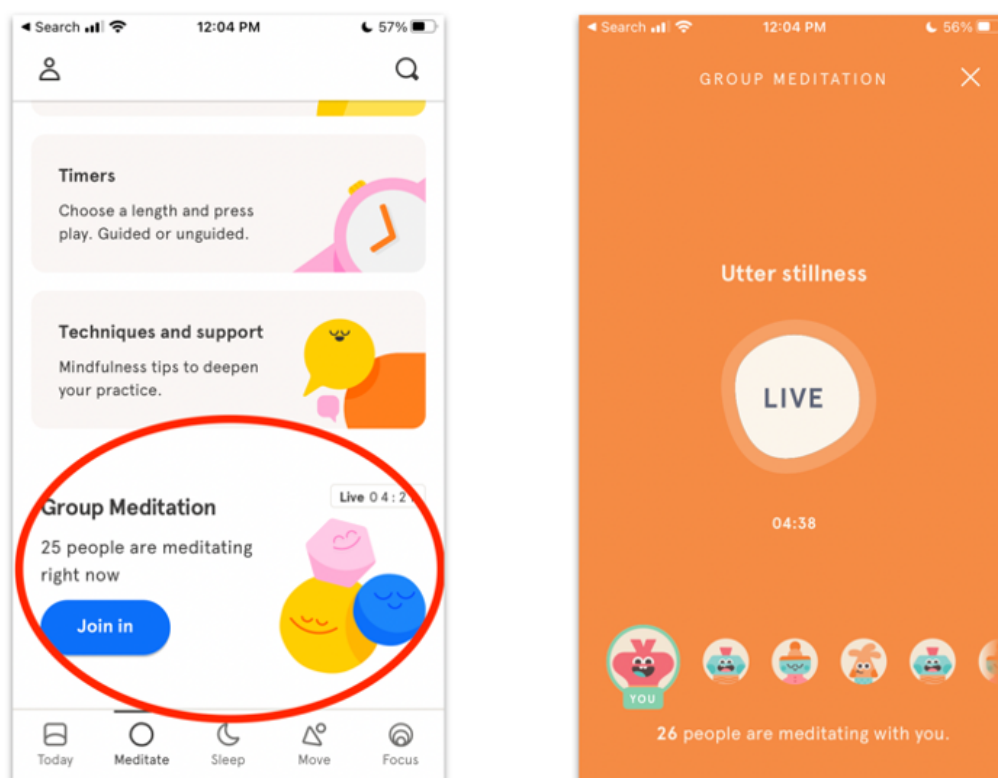 Search
12:04 PM
57%
Timers
Choose a length and press
play. Guided or unguided.
Techniques and support
Mindfulness tips to deepen
your practice.
Group Meditation
Live 04:2
25 people are meditating
right now
Join in
Today
Meditate
Sleep
Move
Focus
Search
12:04 PM
56%
GROUP MEDITATION
Utter stillness
LIVE
04:38
YOU
26 people are meditating with you.